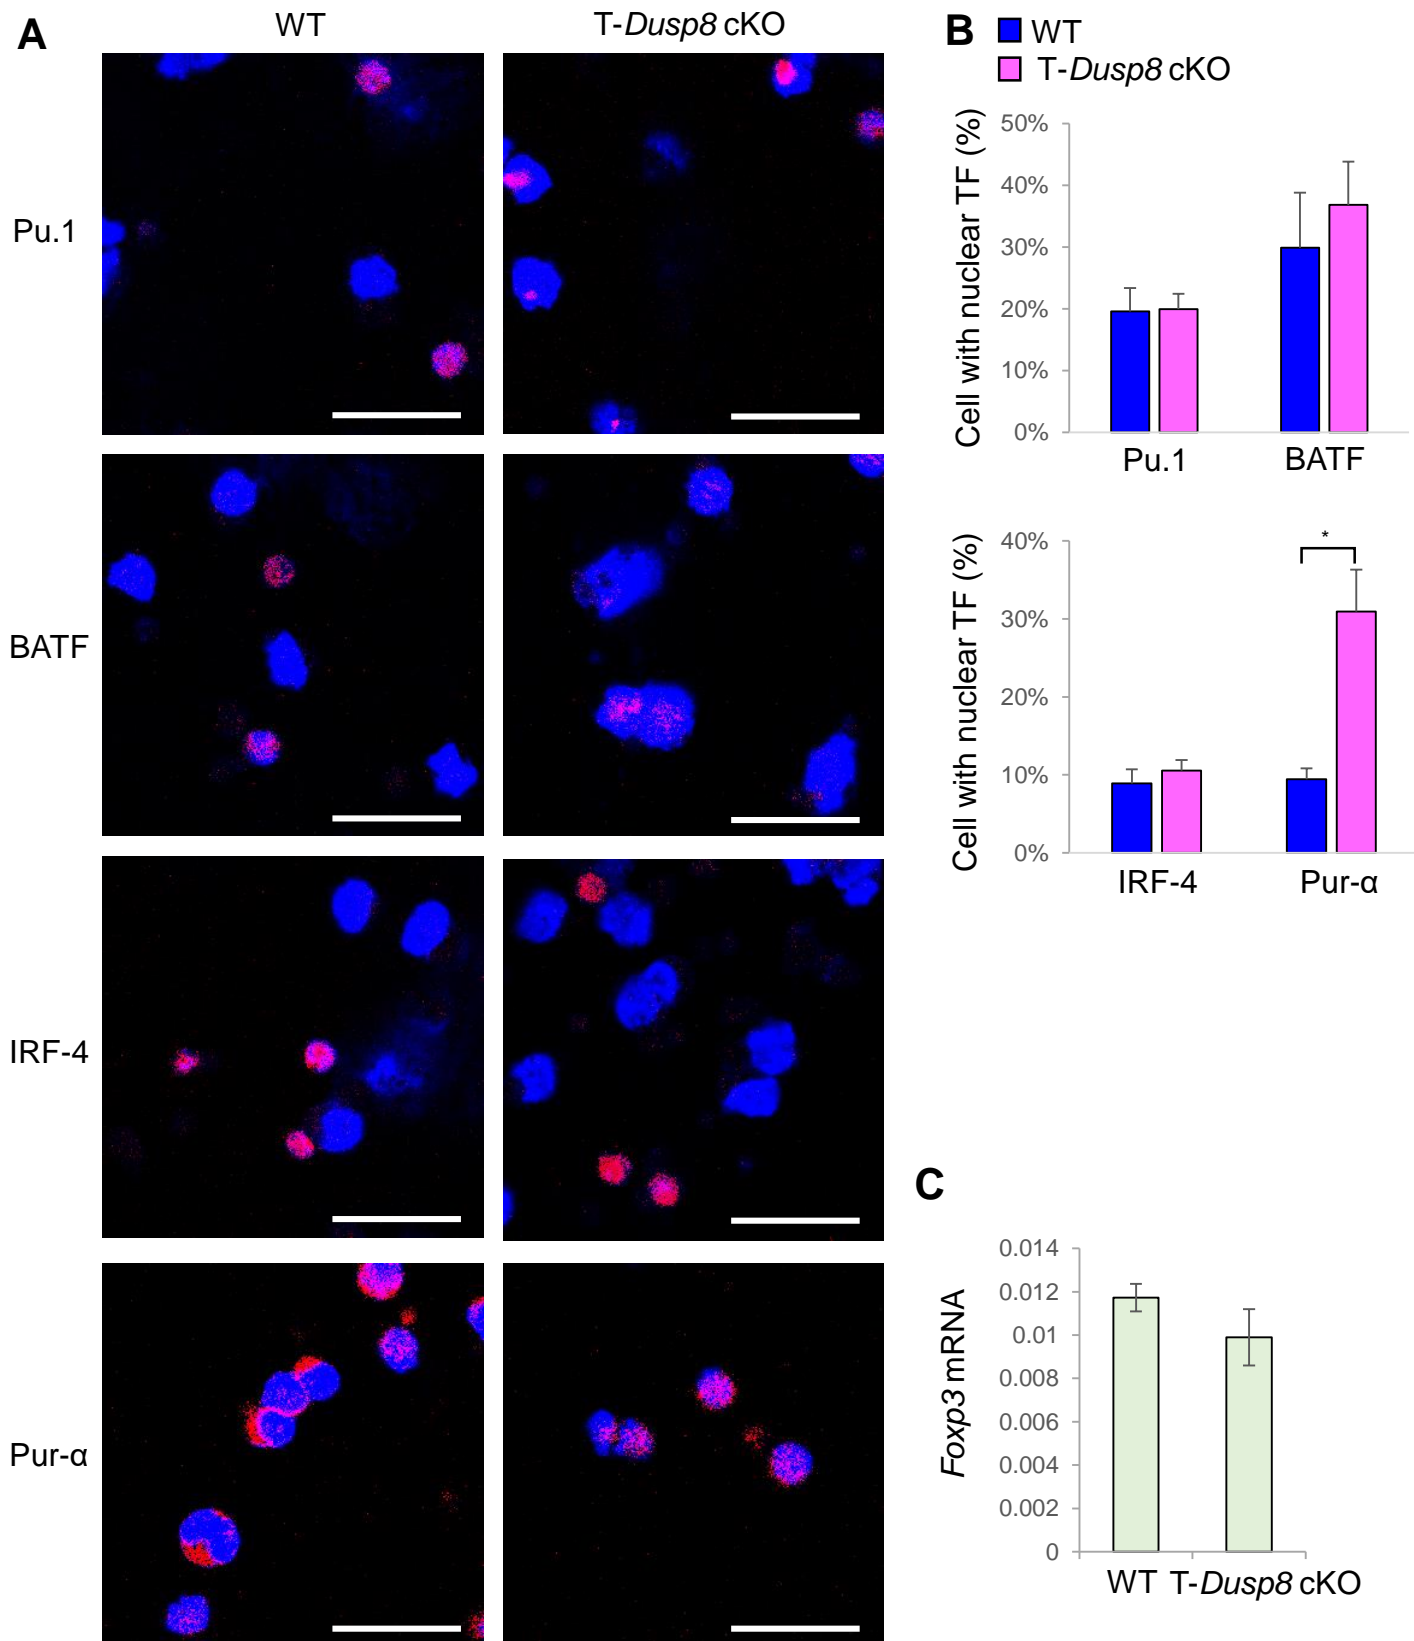 A
WT
T-Dusp8 cKO
Pu.1
BATF
IRF-4
Pur-α
B
WT
T-Dusp8 cKO
Cell with nuclear TF (%)
50%
40%
30%
20%
10%
0%
Pu.1 BATF
Cell with nuclear TF (%)
40%
30%
20%
10%
0%
*
IRF-4 Pur-α
C
Foxp3 mRNA
0.014
0.012
0.01
0.008
0.006
0.004
0.002
0
WT T-Dusp8 cKO